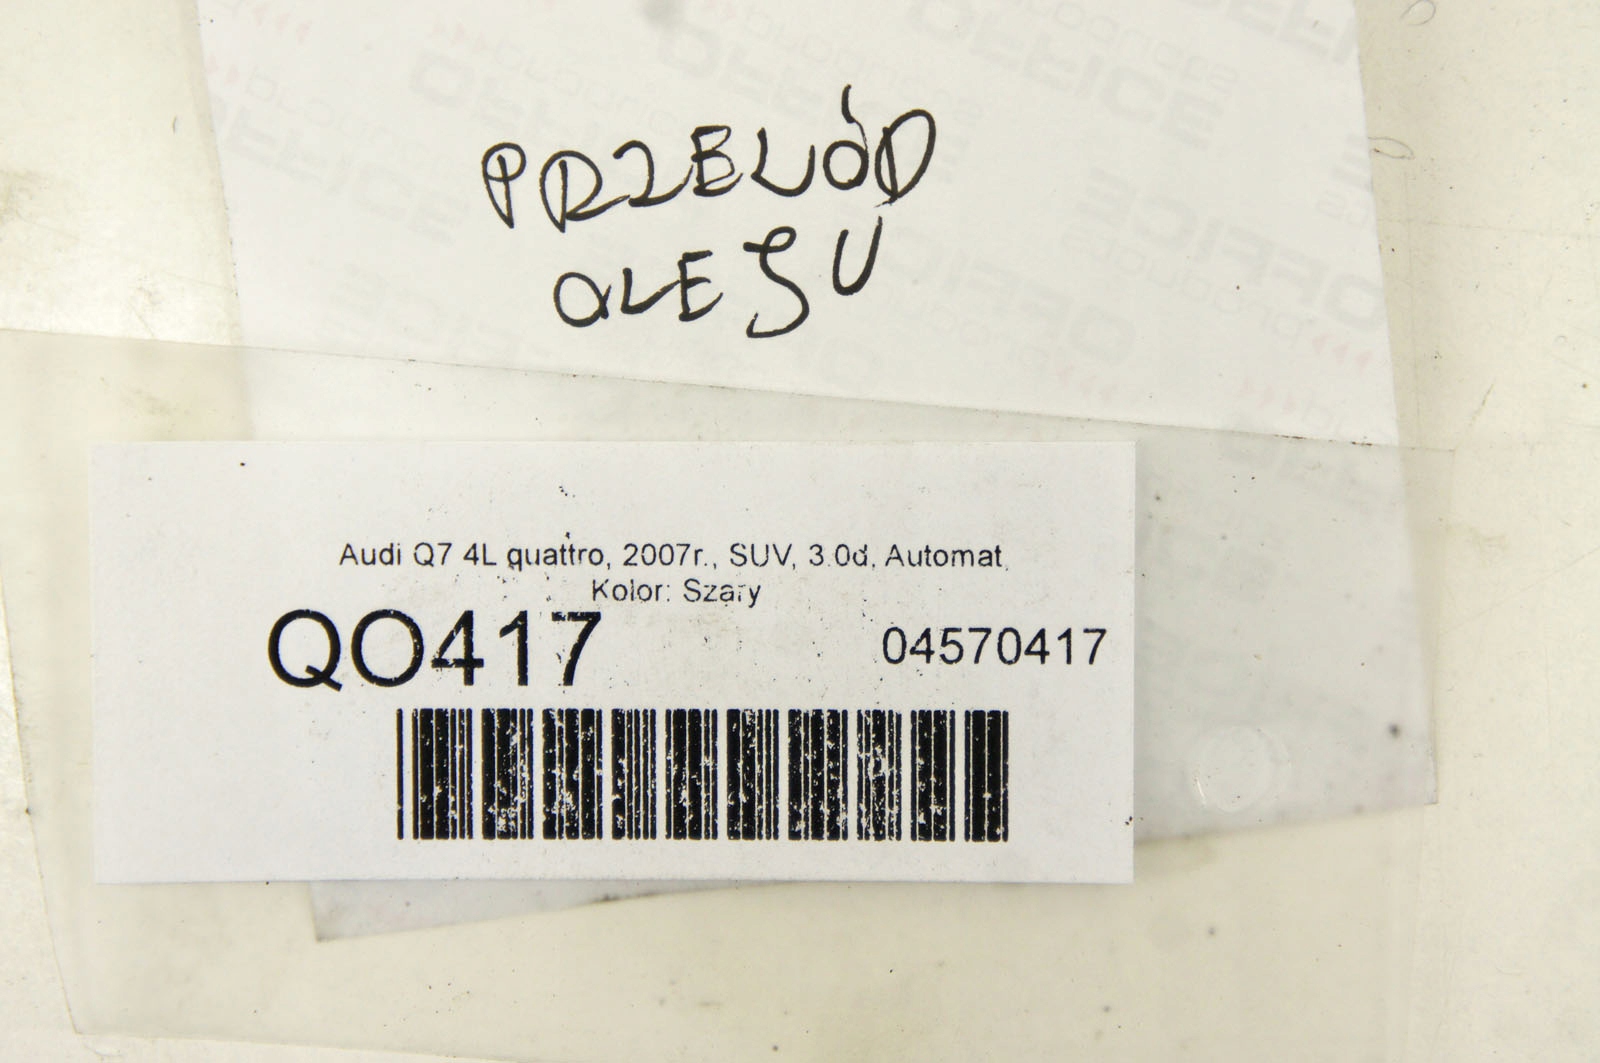 PRZEWÓD
OLEJU
Audi Q7 4L quattro, 2007r., SUV, 3.0d, Automat,
Kolor: Szary
QO417
04570417